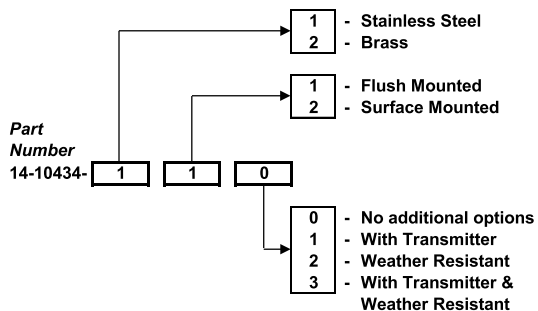 1 - Stainless Steel
2 - Brass
1 - Flush Mounted
2 - Surface Mounted
Part
Number
14-10434- 1 1 0
0 - No additional options
1 - With Transmitter
2 - Weather Resistant
3 - With Transmitter &
Weather Resistant